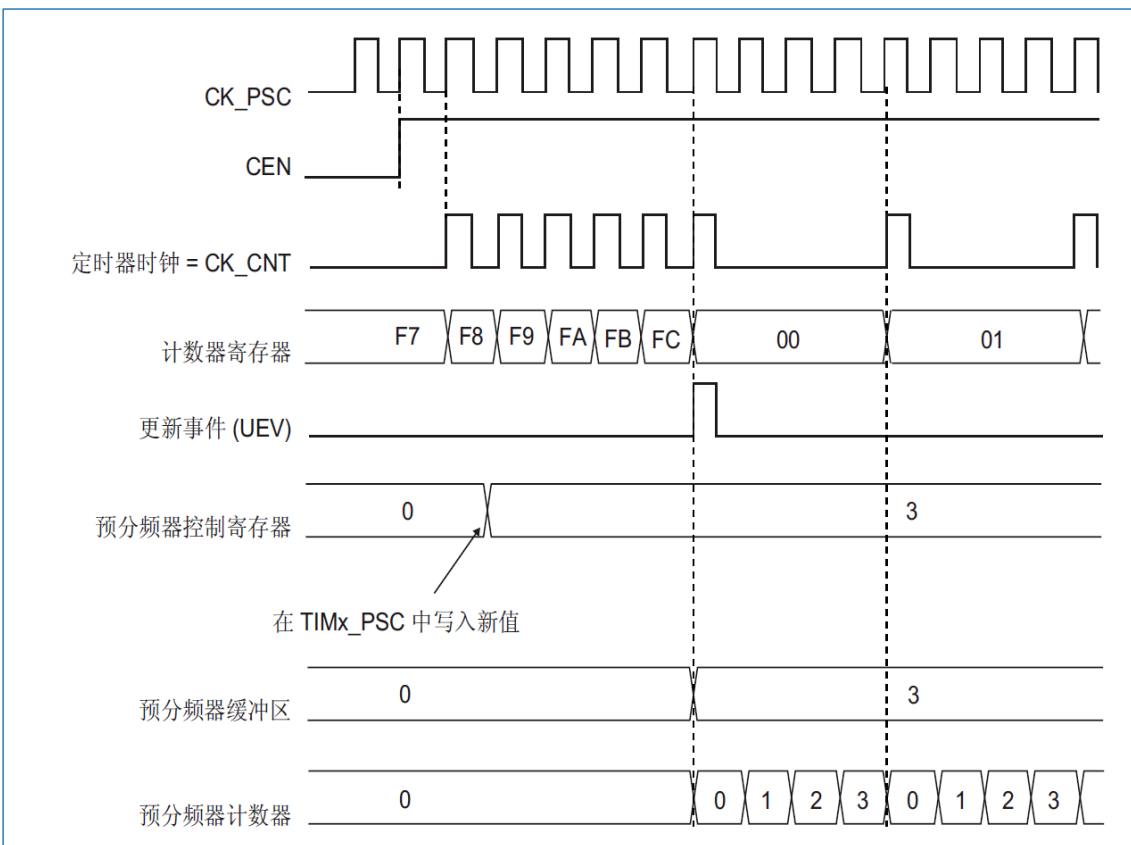 CK_PSC
CEN
定时器时钟 = CK_CNT
计数器寄存器 F7 F8 F9 FA FB FC 00 01
更新事件 (UEV)
预分频器控制寄存器 0 3
在 TIMx_PSC 中写入新值
预分频器缓冲区 0 3
预分频器计数器 0 0 1 2 3 0 1 2 3